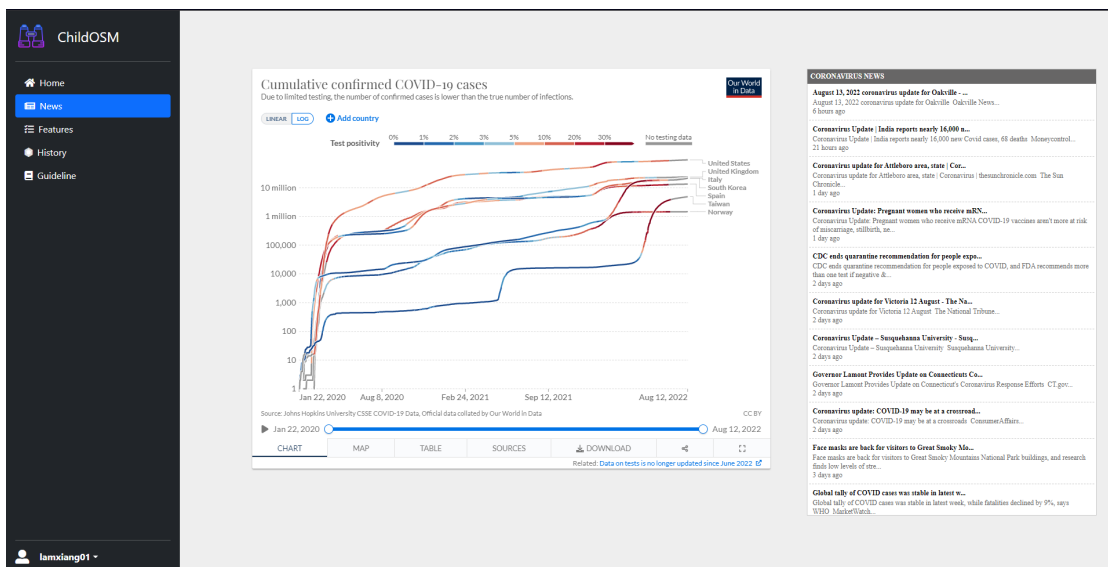 ChildOSM
Home
News
Features
History
Guideline
lamxiang01
Cumulative confirmed COVID-19 cases
Due to limited testing, the number of confirmed cases is lower than the true number of infections.
Our World
in Data
LINEAR LOG
Add country
Test positivity
0% 1% 2% 3% 5% 10% 20% 30% No testing data
United States
United Kingdom
Italy
South Korea
Spain
Taiwan
Norway
10 million
1 million
100,000
10,000
1,000
100
10
1
Jan 22, 2020 Aug 8, 2020 Feb 24, 2021 Sep 12, 2021 Aug 12, 2022
Source: Johns Hopkins University CSSE COVID-19 Data, Official data collated by Our World in Data CC BY
Jan 22, 2020 Aug 12, 2022
CHART MAP TABLE SOURCES DOWNLOAD
Related: Data on tests is no longer updated since June 2022
CORONAVIRUS NEWS
August 13, 2022 coronavirus update for Oakville - ...
August 13, 2022 coronavirus update for Oakville Oakville News...
6 hours ago
Coronavirus Update | India reports nearly 16,000 n...
Coronavirus Update | India reports nearly 16,000 new Covid cases, 68 deaths Moneycontrol...
21 hours ago
Coronavirus update for Attleboro area, state | Cor...
Coronavirus update for Attleboro area, state | Coronavirus | thesunchronicle.com The Sun
Chronicle...
1 day ago
Coronavirus Update: Pregnant women who receive mRN...
Coronavirus Update: Pregnant women who receive mRNA COVID-19 vaccines aren't more at risk
of miscarriage, stillbirth, ne...
1 day ago
CDC ends quarantine recommendation for people expo...
CDC ends quarantine recommendation for people exposed to COVID, and FDA recommends more
than one test if negative &...
2 days ago
Coronavirus update for Victoria 12 August - The Na...
Coronavirus update for Victoria 12 August The National Tribune...
2 days ago
Coronavirus Update – Susquehanna University - Susq...
Coronavirus Update – Susquehanna University Susquehanna University...
2 days ago
Governor Lamont Provides Update on Connecticuts Co...
Governor Lamont Provides Update on Connecticut's Coronavirus Response Efforts CT.gov...
2 days ago
Coronavirus update: COVID-19 may be at a crossroad...
Coronavirus update: COVID-19 may be at a crossroads ConsumerAffairs...
2 days ago
Face masks are back for visitors to Great Smoky Mo...
Face masks are back for visitors to Great Smoky Mountains National Park buildings, and research
finds low levels of stre...
3 days ago
Global tally of COVID cases was stable in latest w...
Global tally of COVID cases was stable in latest week, while fatalities declined by 9%, says
WHO MarketWatch...